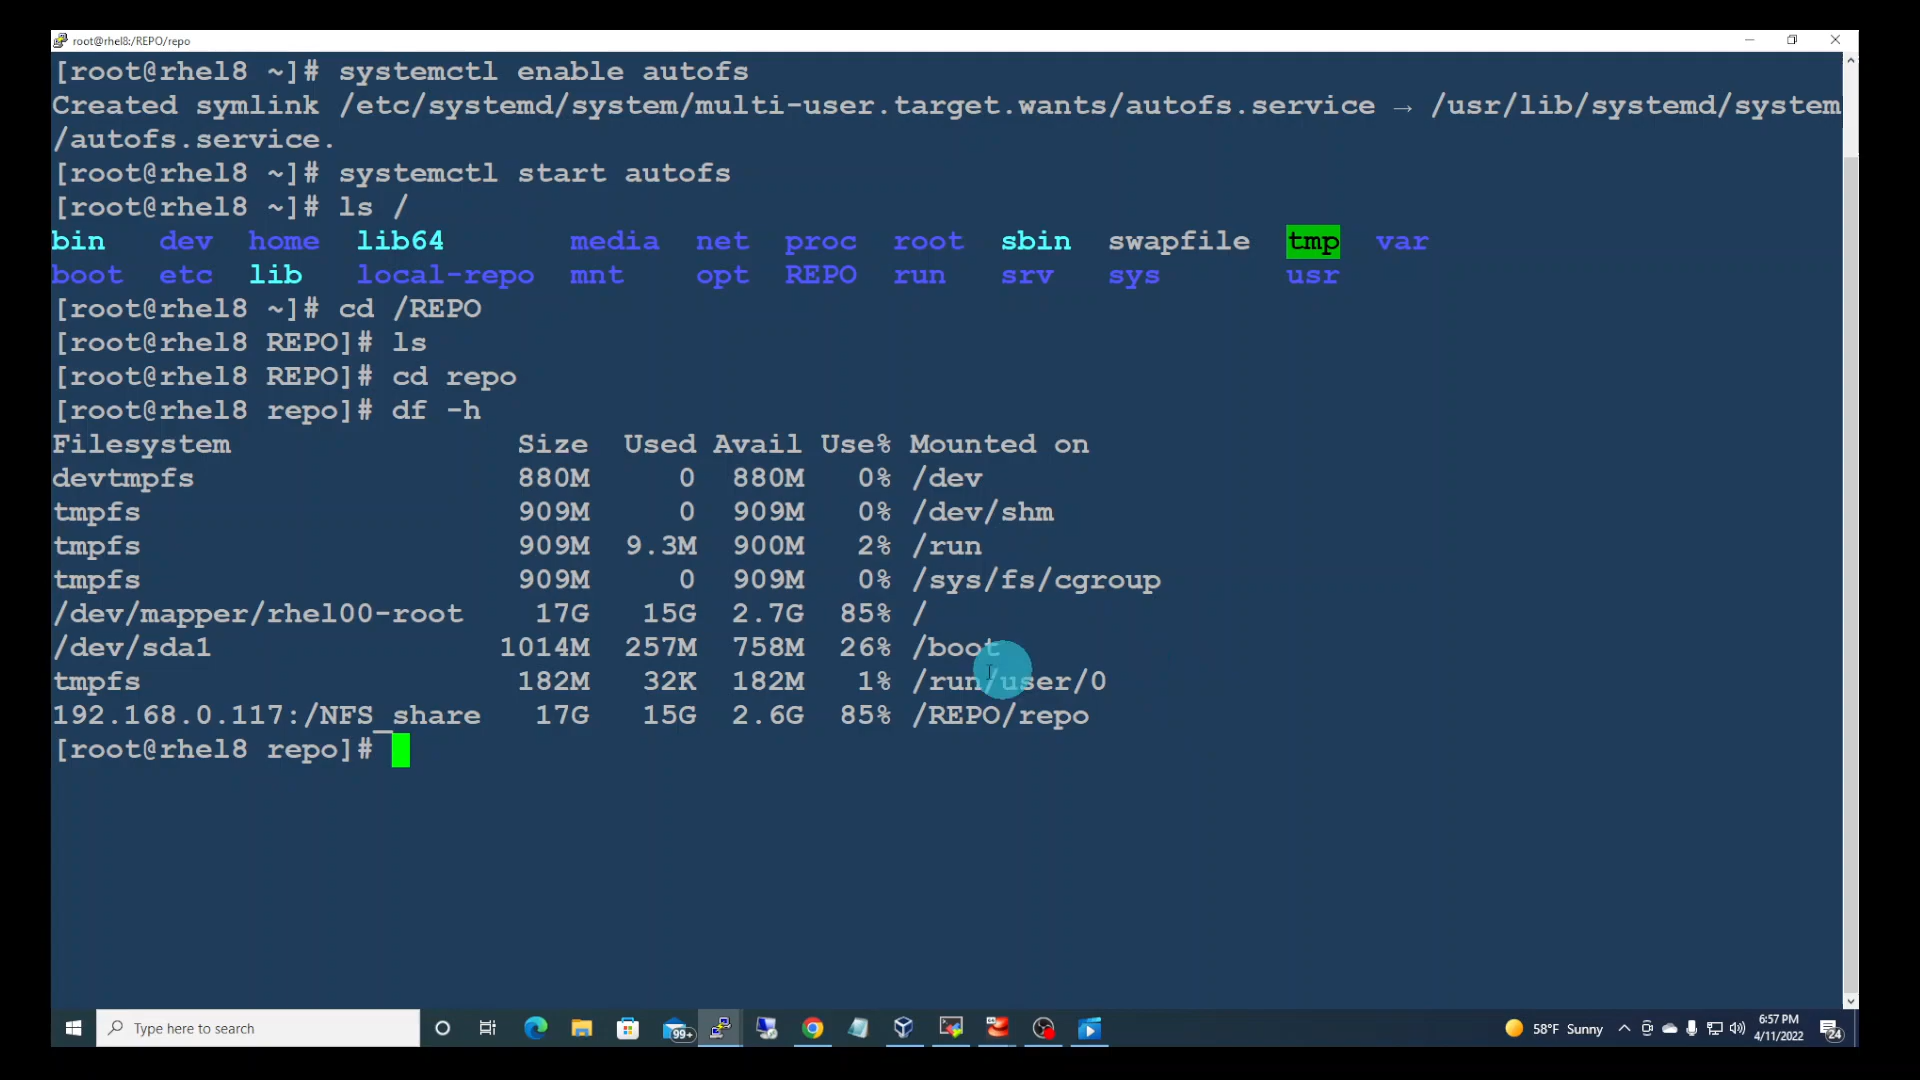 root@rhel8:/REPO/repo
[root@rhel8 ~]# systemctl enable autofs
Created symlink /etc/systemd/system/multi-user.target.wants/autofs.service → /usr/lib/systemd/system
/autofs.service.
[root@rhel8 ~]# systemctl start autofs
[root@rhel8 ~]# ls /
bin   dev  home  lib64       media  net  proc  root  sbin  swapfile  tmp  var
boot  etc  lib   local-repo  mnt    opt  REPO  run   srv   sys       usr
[root@rhel8 ~]# cd /REPO
[root@rhel8 REPO]# ls
[root@rhel8 REPO]# cd repo
[root@rhel8 repo]# df -h
Filesystem                Size  Used Avail Use% Mounted on
devtmpfs                  880M     0  880M   0% /dev
tmpfs                     909M     0  909M   0% /dev/shm
tmpfs                     909M  9.3M  900M   2% /run
tmpfs                     909M     0  909M   0% /sys/fs/cgroup
/dev/mapper/rhel00-root    17G   15G  2.7G  85% /
/dev/sda1                1014M  257M  758M  26% /boot
tmpfs                     182M   32K  182M   1% /run/user/0
192.168.0.117:/NFS_share   17G   15G  2.6G  85% /REPO/repo
[root@rhel8 repo]#
Type here to search
99+
58°F Sunny
6:57 PM
4/11/2022
24